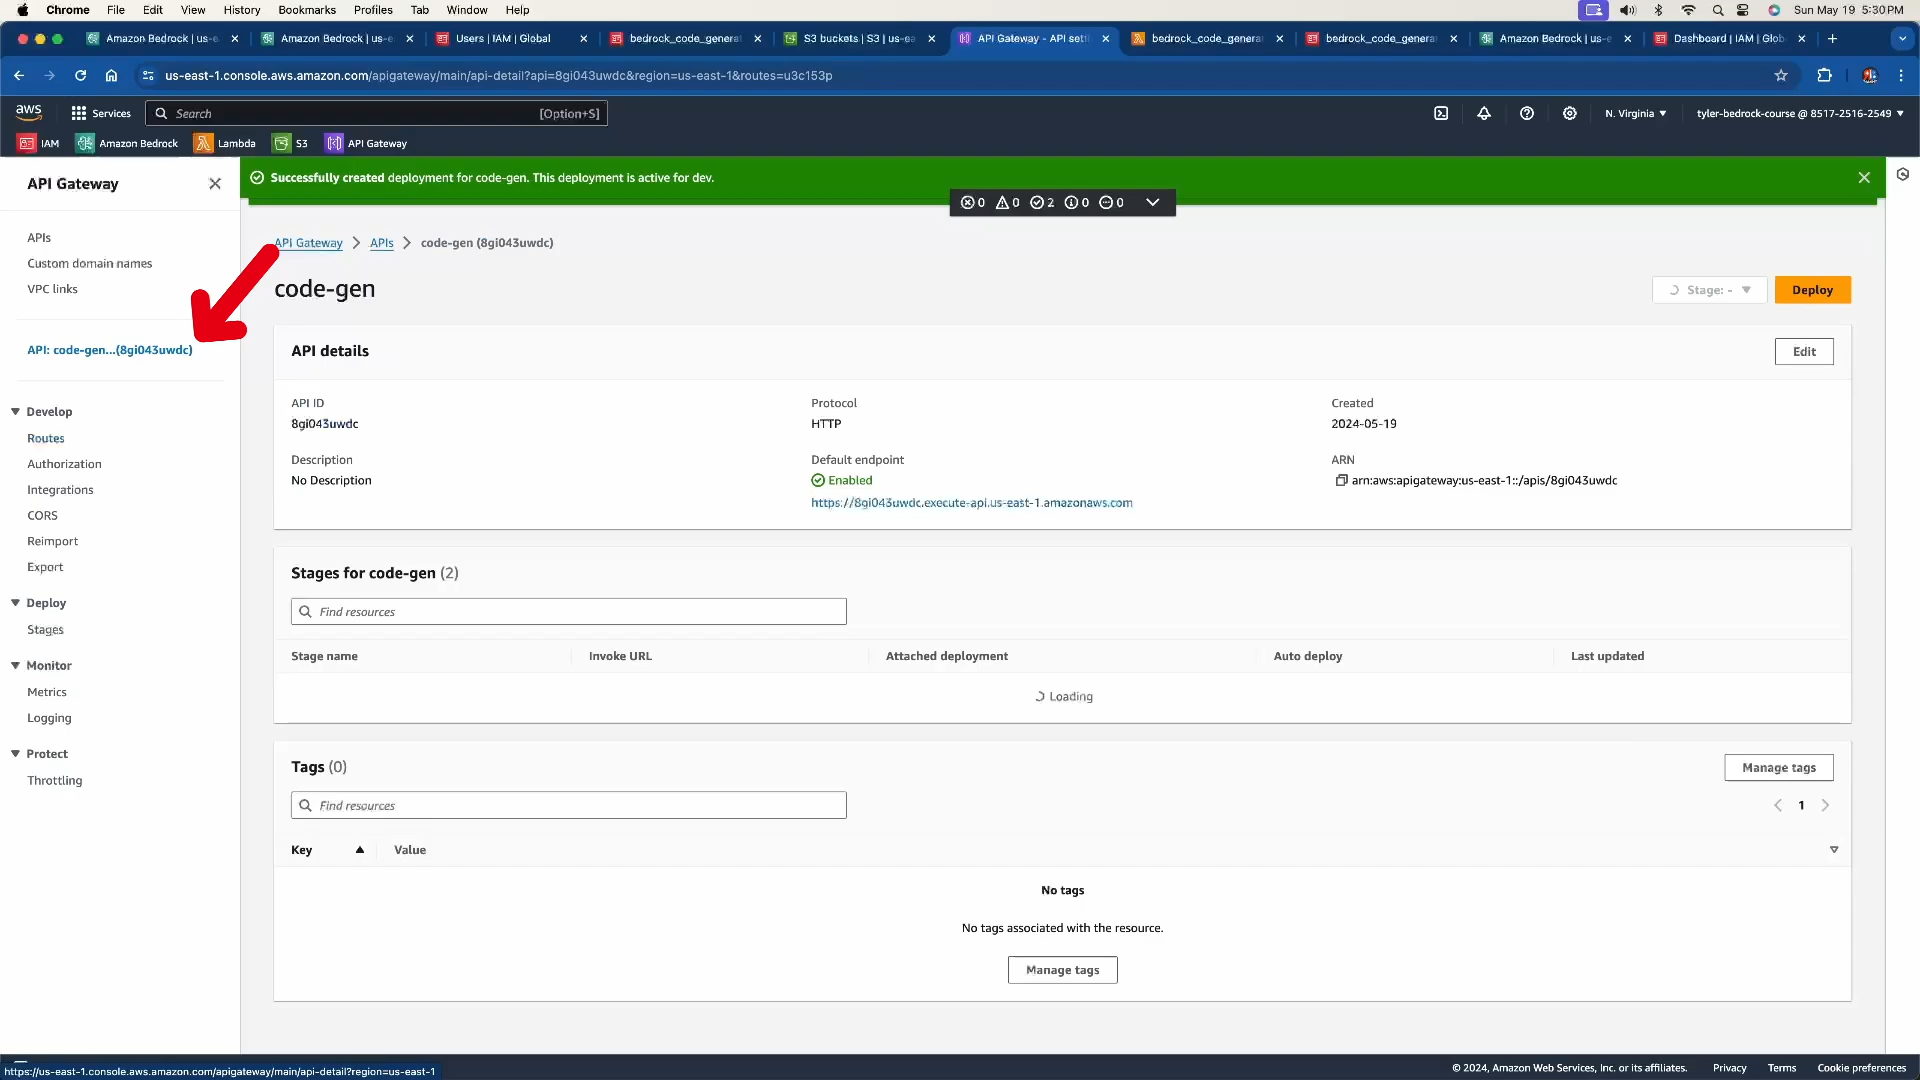 Chrome File Edit View History Bookmarks Profiles Tab Window Help Sun May 19 5:30 PM
Amazon Bedrock | us-e Amazon Bedrock | us-e Users | IAM | Global bedrock_code_genera S3 buckets | S3 | us-ea API Gateway - API sett bedrock_code_genera bedrock_code_genera Amazon Bedrock | us-e Dashboard | IAM | Glob
us-east-1.console.aws.amazon.com/apigateway/main/api-detail?api=8gi043uwdc&region=us-east-1&routes=u3c153p
aws Services Search [Option+S] N. Virginia tyler-bedrock-course @ 8517-2516-2549
IAM Amazon Bedrock Lambda S3 API Gateway
API Gateway
APIs
Custom domain names
VPC links
API: code-gen...(8gi043uwdc)
Develop
Routes
Authorization
Integrations
CORS
Reimport
Export
Deploy
Stages
Monitor
Metrics
Logging
Protect
Throttling
Successfully created deployment for code-gen. This deployment is active for dev.
0 0 2 0 0
API Gateway APIs code-gen (8gi043uwdc)
code-gen
Stage: -
Deploy
API details
Edit
API ID
8gi043uwdc
Protocol
HTTP
Created
2024-05-19
Description
No Description
Default endpoint
Enabled
https://8gi043uwdc.execute-api.us-east-1.amazonaws.com
ARN
arn:aws:apigateway:us-east-1::/apis/8gi043uwdc
Stages for code-gen (2)
Find resources
Stage name Invoke URL Attached deployment Auto deploy Last updated
Loading
Tags (0)
Manage tags
Find resources
1
Key Value
No tags
No tags associated with the resource.
Manage tags
https://us-east-1.console.aws.amazon.com/apigateway/main/api-detail?region=us-east-1
© 2024, Amazon Web Services, Inc. or its affiliates. Privacy Terms Cookie preferences